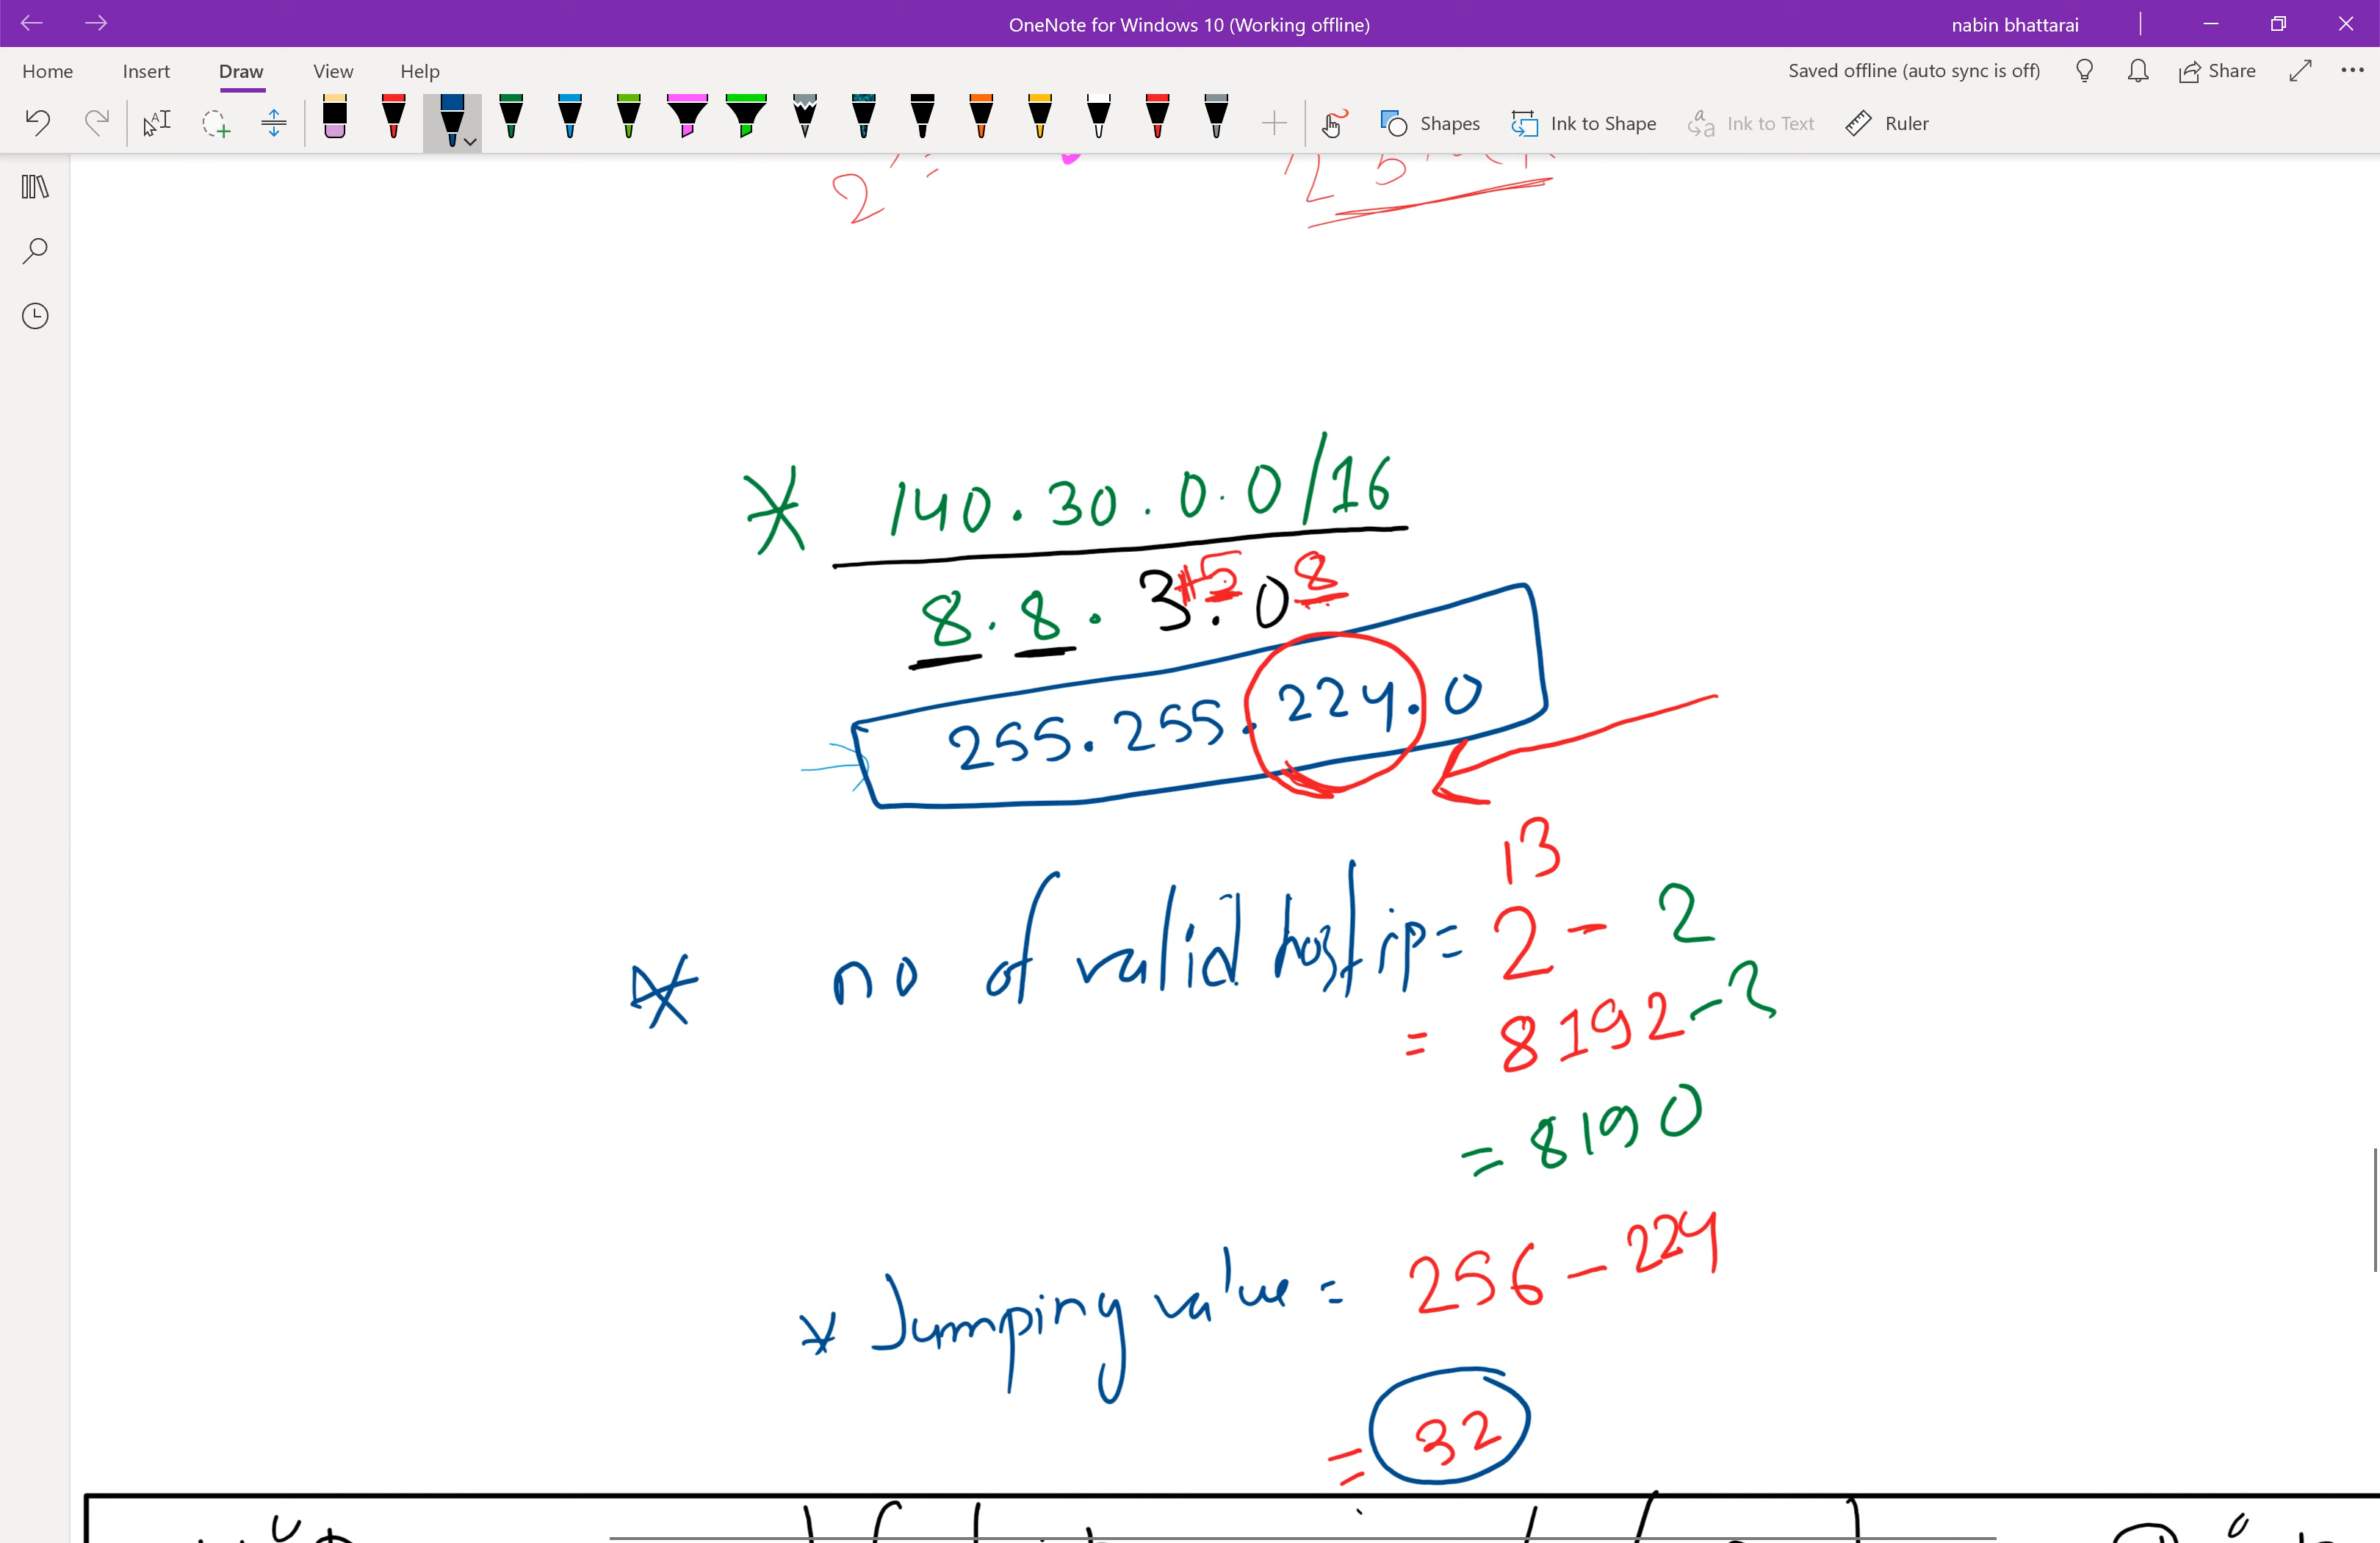 OneNote for Windows 10 (Working offline)
nabin bhattarai
Home Insert Draw View Help
Saved offline (auto sync is off) Share
Shapes Ink to Shape Ink to Text Ruler
140.30.0.0/16
8.8.3+5.0 8
255.255.224.0
13
no of valid host ip = 2 - 2
= 8192 - 2
= 8190
* Jumping value = 256 - 224
= 32